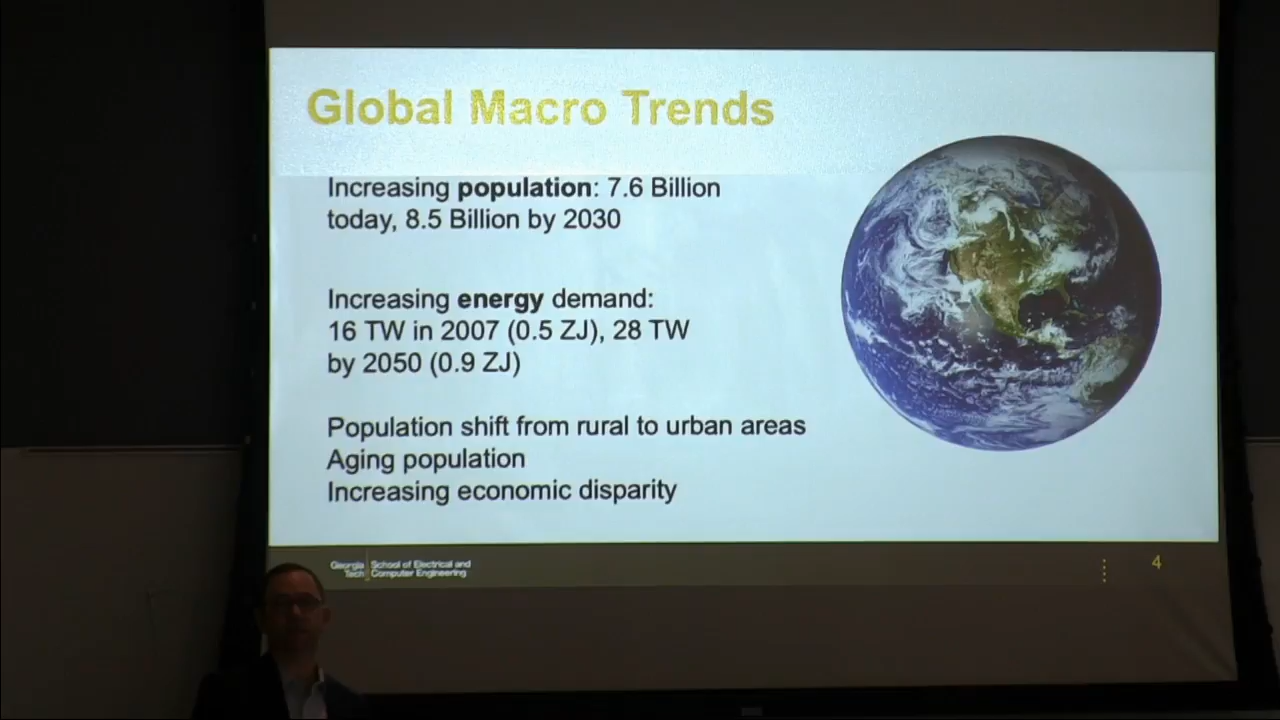 Global Macro Trends
Increasing population: 7.6 Billion
today, 8.5 Billion by 2030
Increasing energy demand:
16 TW in 2007 (0.5 ZJ), 28 TW
by 2050 (0.9 ZJ)
Population shift from rural to urban areas
Aging population
Increasing economic disparity
Georgia
Tech
School of Electrical and
Computer Engineering
4